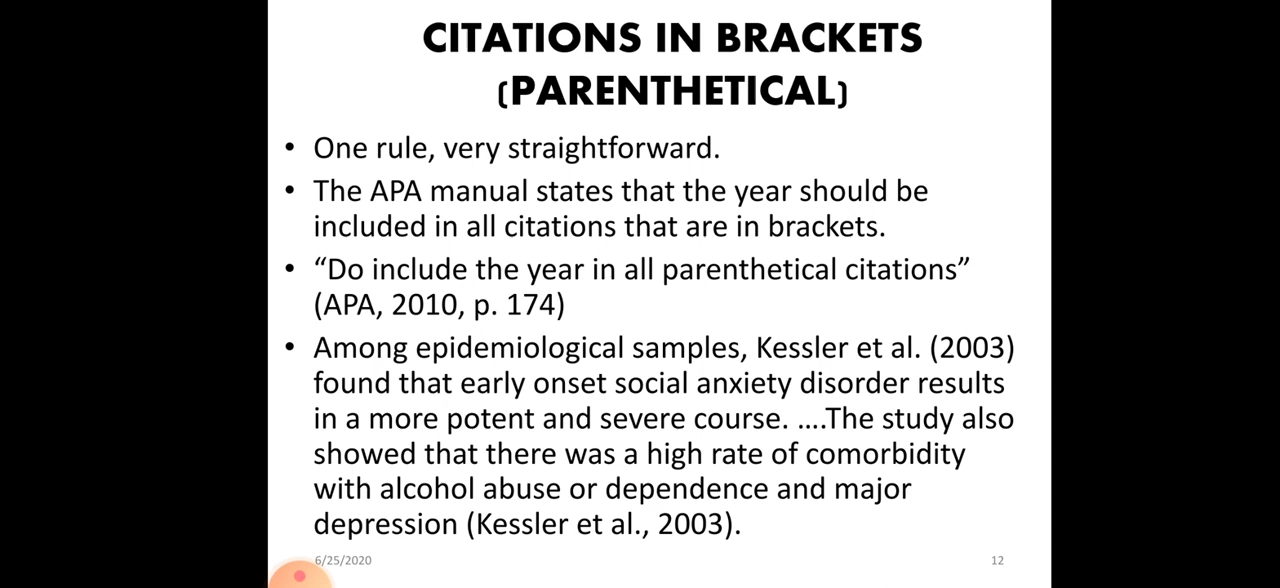 CITATIONS IN BRACKETS
(PARENTHETICAL)
• One rule, very straightforward.
• The APA manual states that the year should be
included in all citations that are in brackets.
• “Do include the year in all parenthetical citations”
(APA, 2010, p. 174)
• Among epidemiological samples, Kessler et al. (2003)
found that early onset social anxiety disorder results
in a more potent and severe course. ....The study also
showed that there was a high rate of comorbidity
with alcohol abuse or dependence and major
depression (Kessler et al., 2003).
6/25/2020
12